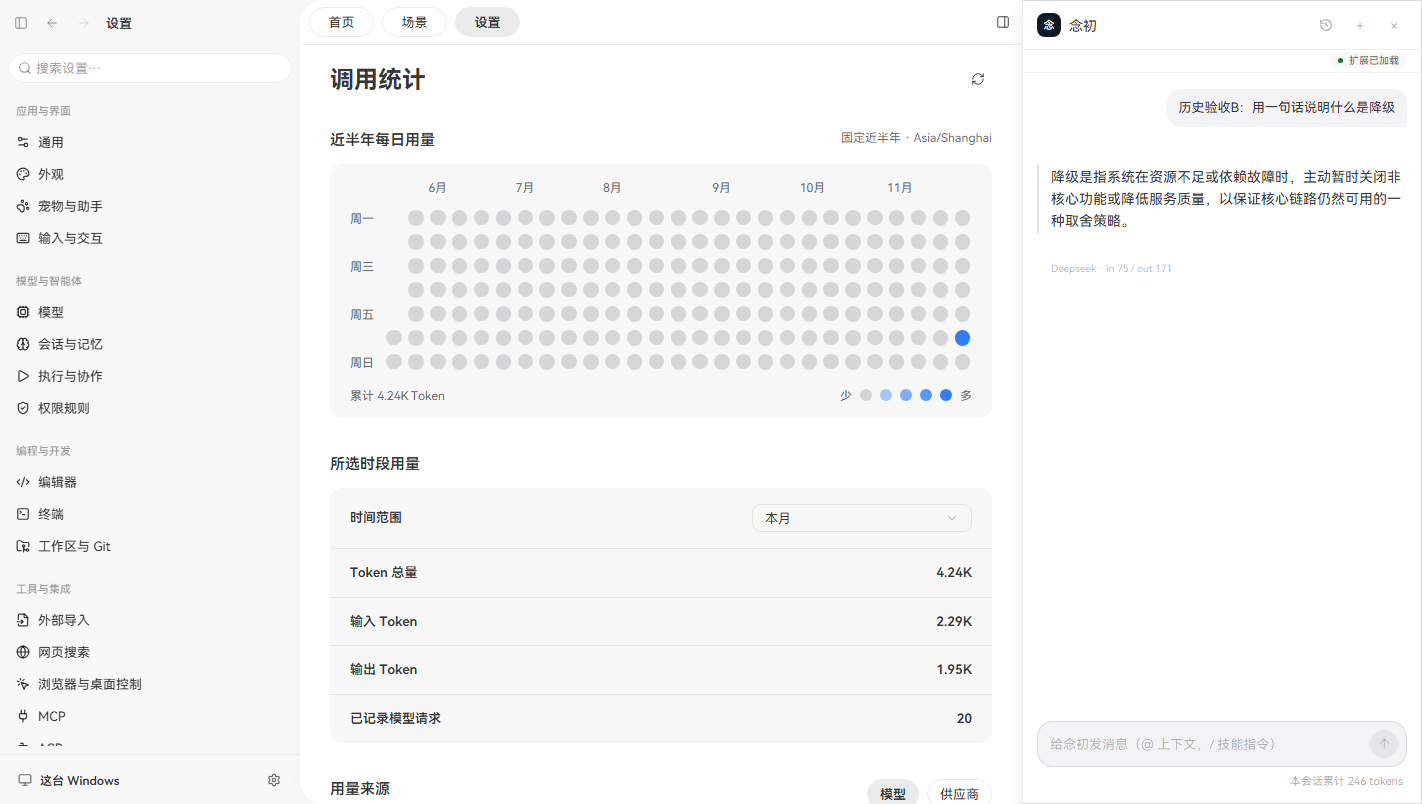 设置
搜索设置…
应用与界面
通用
外观
宠物与助手
输入与交互
模型与智能体
模型
会话与记忆
执行与协作
权限规则
编程与开发
编辑器
终端
工作区与 Git
工具与集成
外部导入
网页搜索
浏览器与桌面控制
MCP
这台 Windows
首页
场景
设置
调用统计
近半年每日用量
固定近半年 · Asia/Shanghai
6月 7月 8月 9月 10月 11月
周一
周三
周五
周日
累计 4.24K Token
少 多
所选时段用量
时间范围
本月
Token 总量
4.24K
输入 Token
2.29K
输出 Token
1.95K
已记录模型请求
20
用量来源
模型
供应商
念
念初
扩展已加载
历史验收B：用一句话说明什么是降级
降级是指系统在资源不足或依赖故障时，主动暂时关闭非
核心功能或降低服务质量，以保证核心链路仍然可用的一
种取舍策略。
Deepseek · in 75 / out 171
给念初发消息（@ 上下文，/ 技能指令）
本会话累计 246 tokens